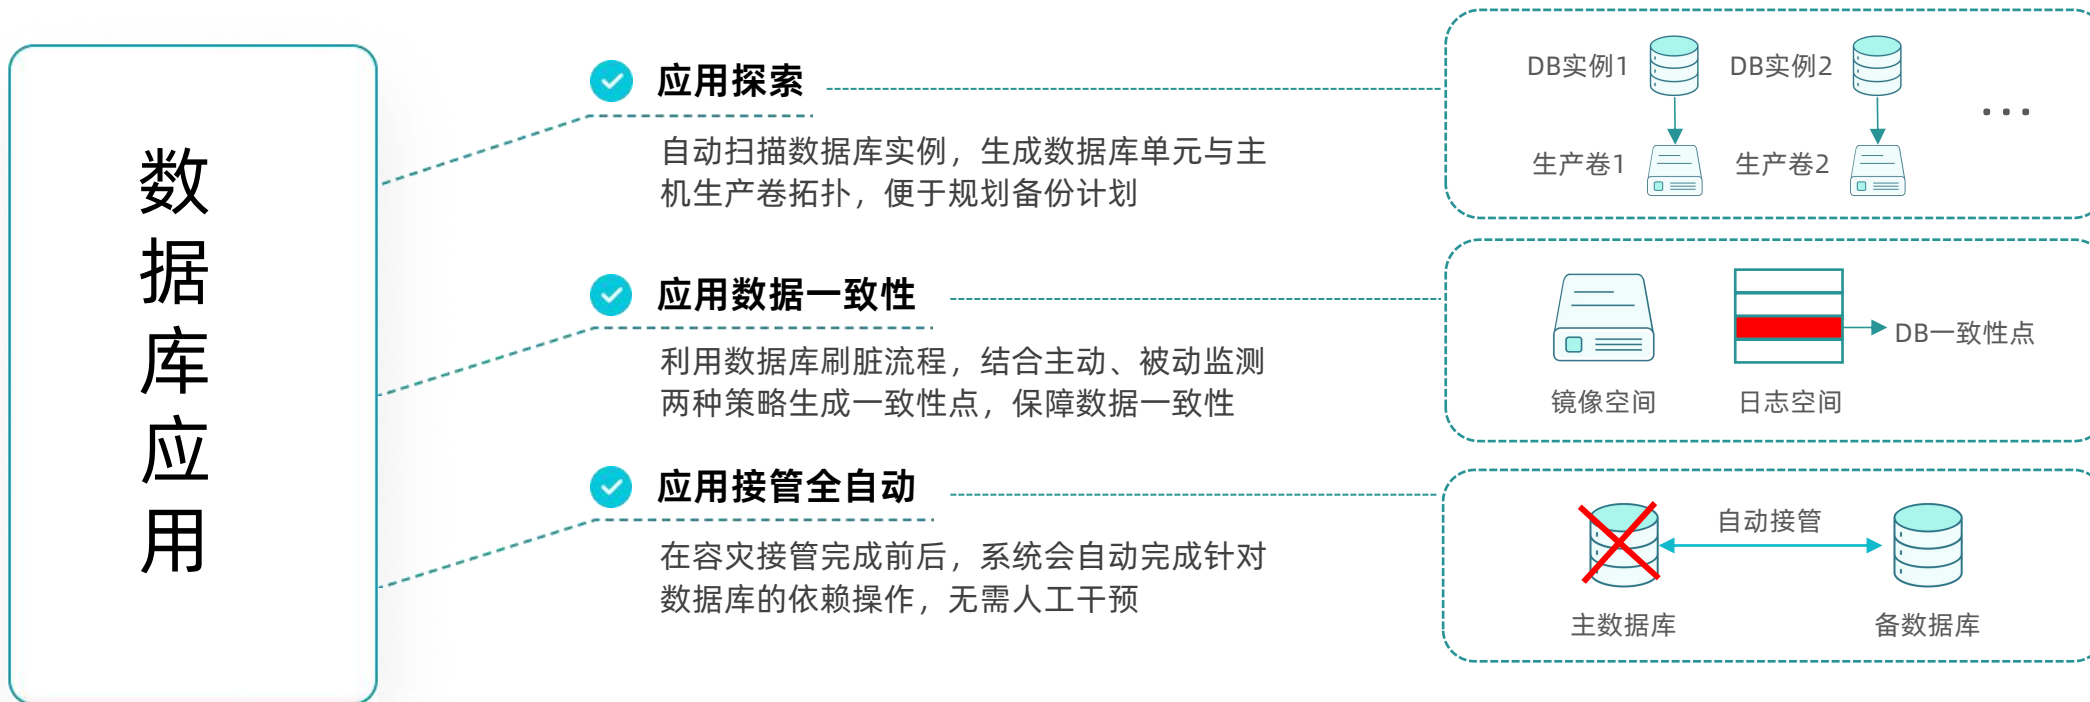 数据库应用
应用探索
自动扫描数据库实例，生成数据库单元与主
机生产卷拓扑，便于规划备份计划
DB实例1
DB实例2
...
生产卷1
生产卷2
应用数据一致性
利用数据库刷脏流程，结合主动、被动监测
两种策略生成一致性点，保障数据一致性
DB一致性点
镜像空间
日志空间
应用接管全自动
在容灾接管完成前后，系统会自动完成针对
数据库的依赖操作，无需人工干预
自动接管
主数据库
备数据库